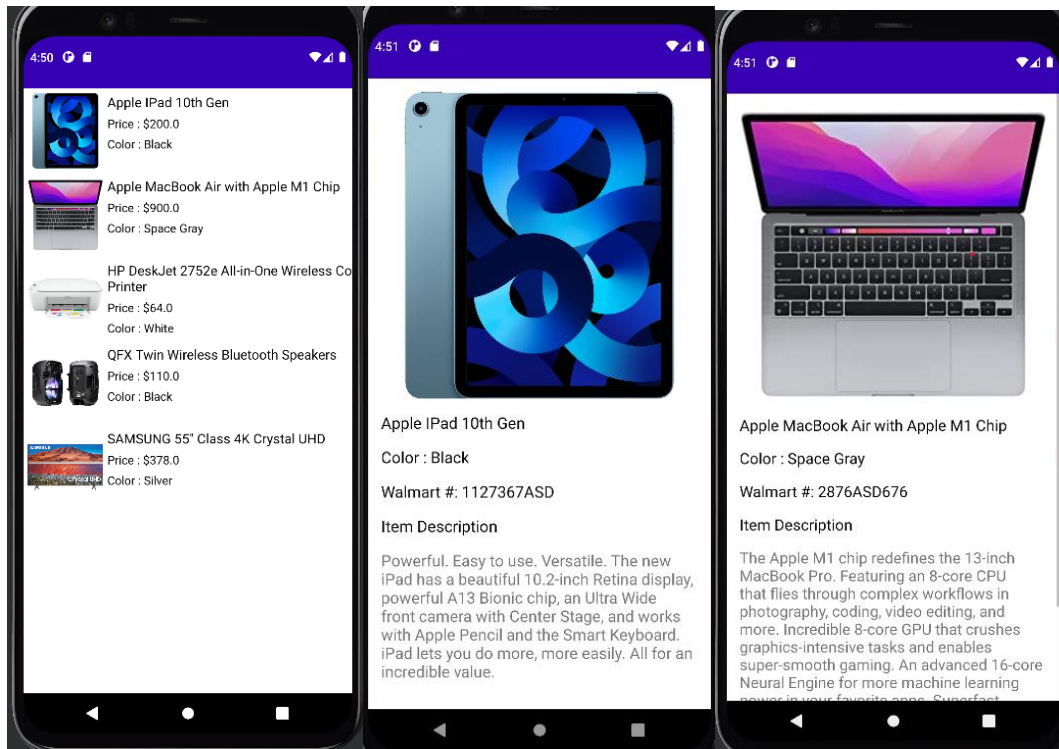 4:50
Apple IPad 10th Gen
Price : $200.0
Color : Black
Apple MacBook Air with Apple M1 Chip
Price : $900.0
Color : Space Gray
HP DeskJet 2752e All-in-One Wireless Co
Printer
Price : $64.0
Color : White
QFX Twin Wireless Bluetooth Speakers
Price : $110.0
Color : Black
SAMSUNG 55" Class 4K Crystal UHD
Price : $378.0
Color : Silver
Crystal UHD
4:51
Apple IPad 10th Gen
Color : Black
Walmart #: 1127367ASD
Item Description
Powerful. Easy to use. Versatile. The new
iPad has a beautiful 10.2-inch Retina display,
powerful A13 Bionic chip, an Ultra Wide
front camera with Center Stage, and works
with Apple Pencil and the Smart Keyboard.
iPad lets you do more, more easily. All for an
incredible value.
4:51
Apple MacBook Air with Apple M1 Chip
Color : Space Gray
Walmart #: 2876ASD676
Item Description
The Apple M1 chip redefines the 13-inch
MacBook Pro. Featuring an 8-core CPU
that flies through complex workflows in
photography, coding, video editing, and
more. Incredible 8-core GPU that crushes
graphics-intensive tasks and enables
super-smooth gaming. An advanced 16-core
Neural Engine for more machine learning
power in your favorite apps. Superfast